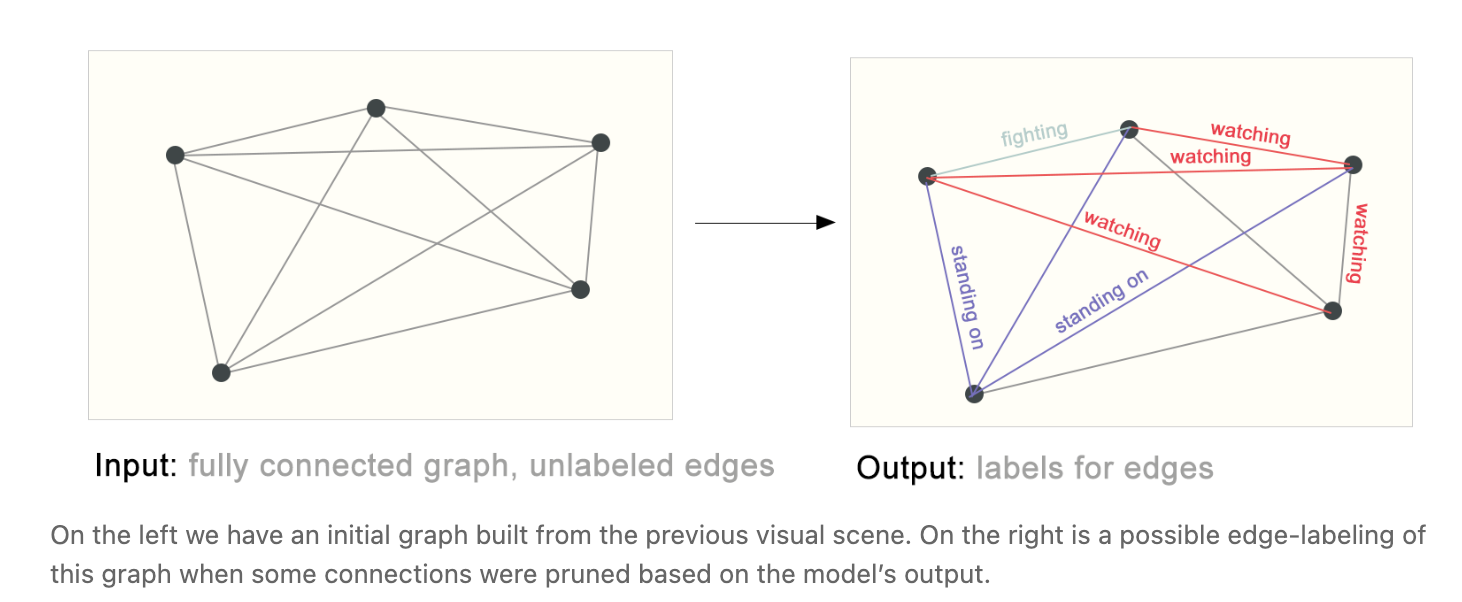 fighting
watching
watching
watching
watching
standing on
standing on
Input: fully connected graph, unlabeled edges
Output: labels for edges
On the left we have an initial graph built from the previous visual scene. On the right is a possible edge-labeling of
this graph when some connections were pruned based on the model’s output.